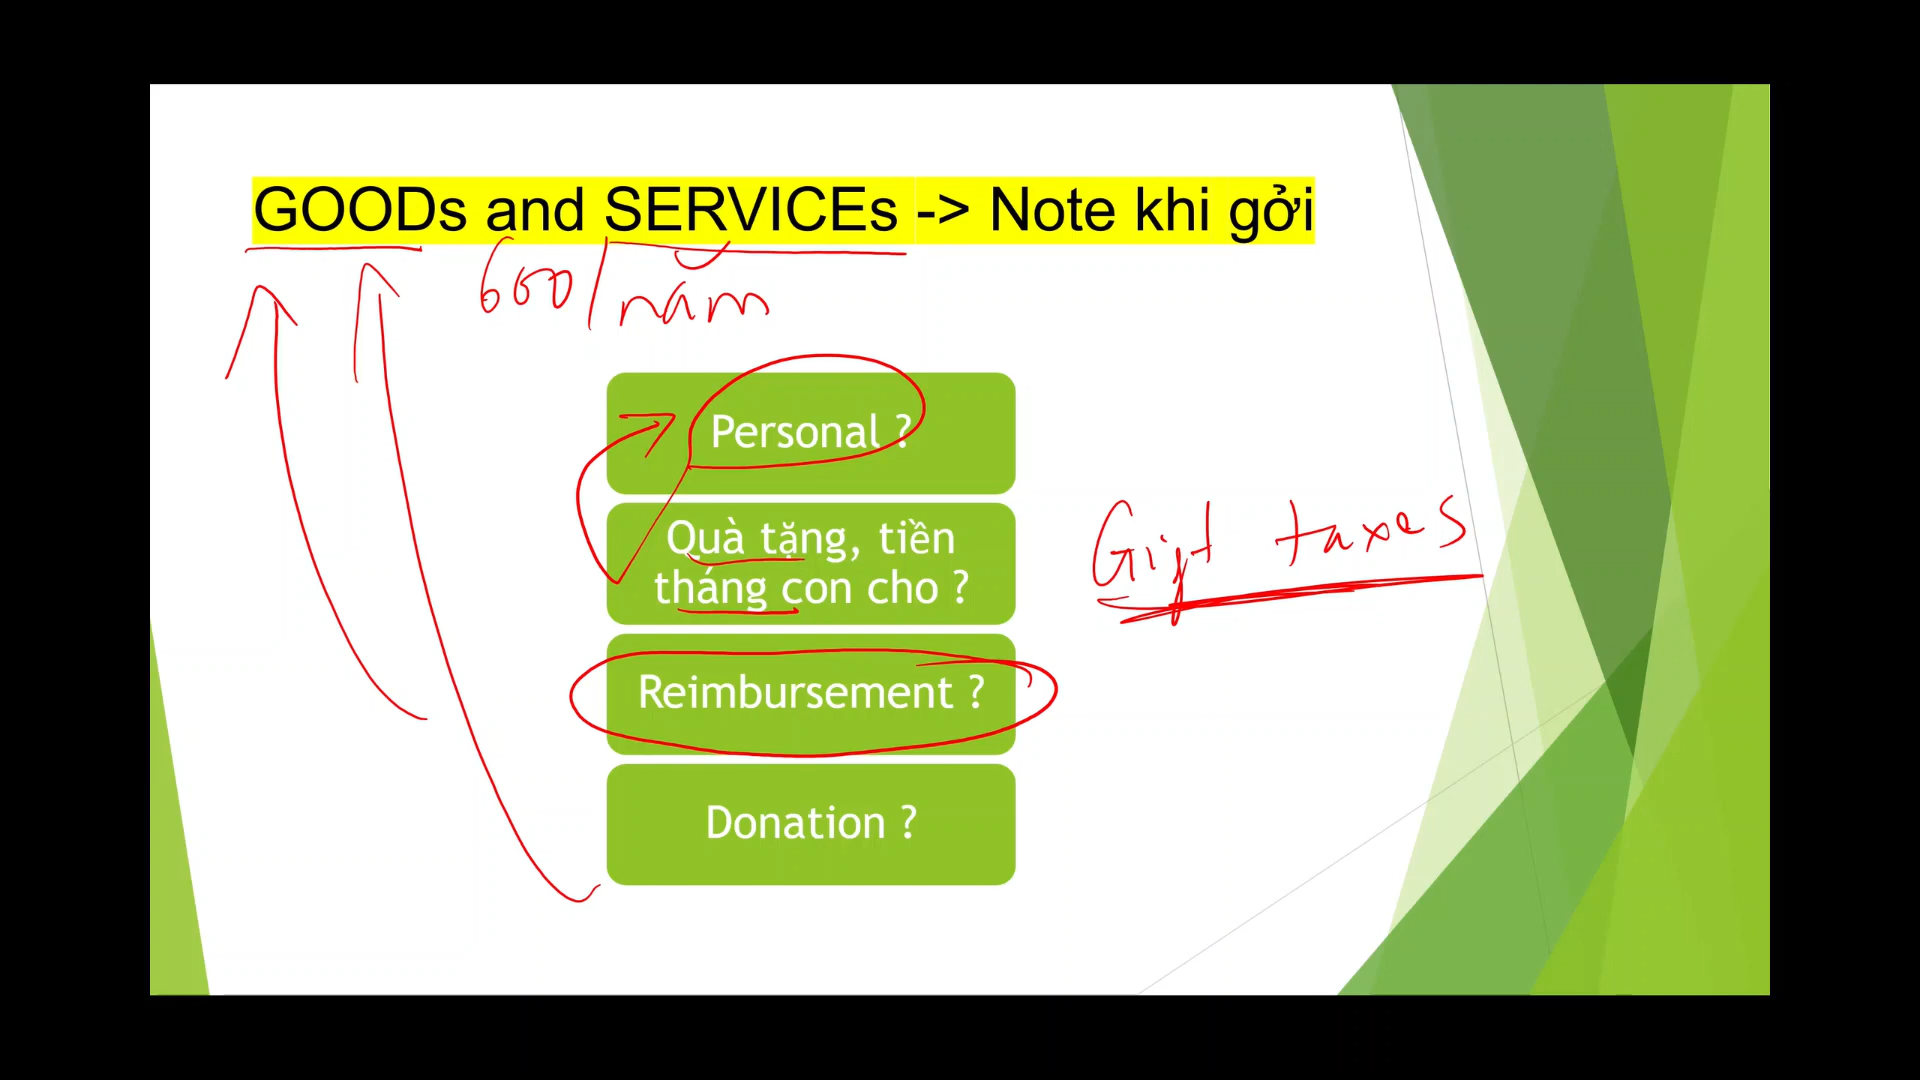 GOODs and SERVICEs -> Note khi gởi
600/năm
Personal ?
Quà tặng, tiền
tháng con cho ?
Gift taxes
Reimbursement ?
Donation ?